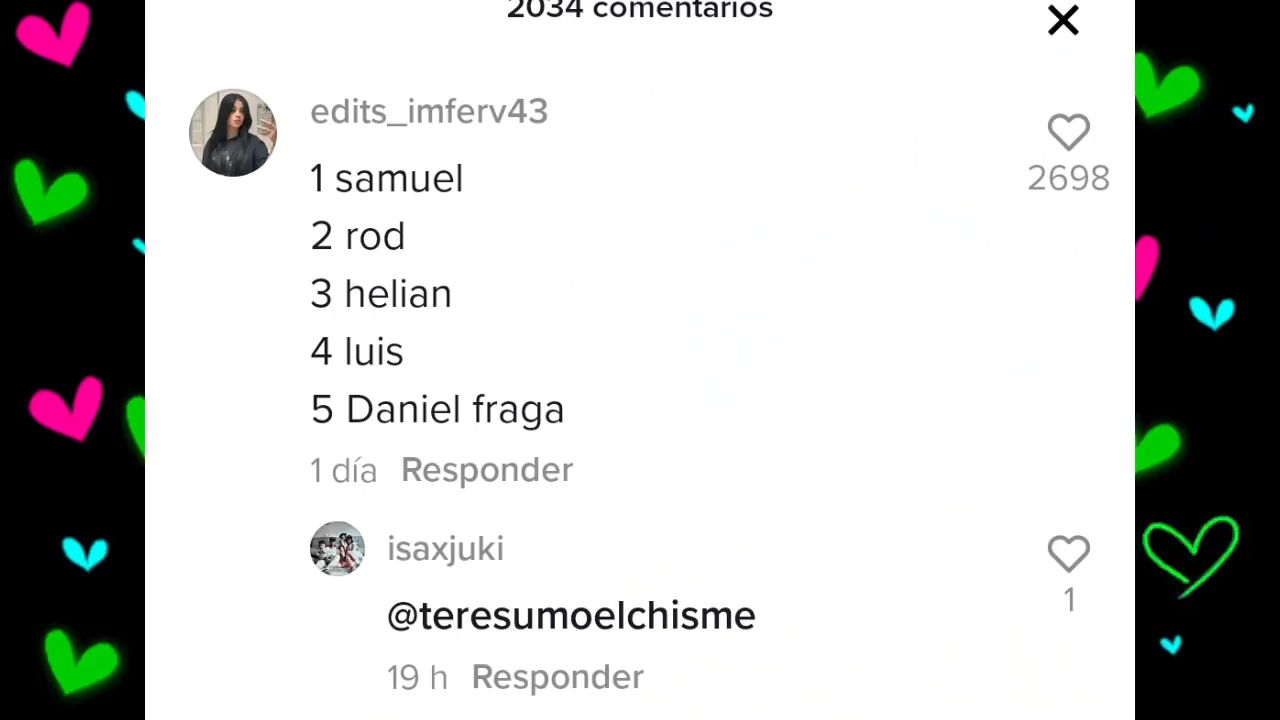 2034 comentarios
edits_imferv43
1 samuel
2698
2 rod
3 helian
4 luis
5 Daniel fraga
1 día Responder
isaxjuki
@teresumoelchisme
1
19 h Responder